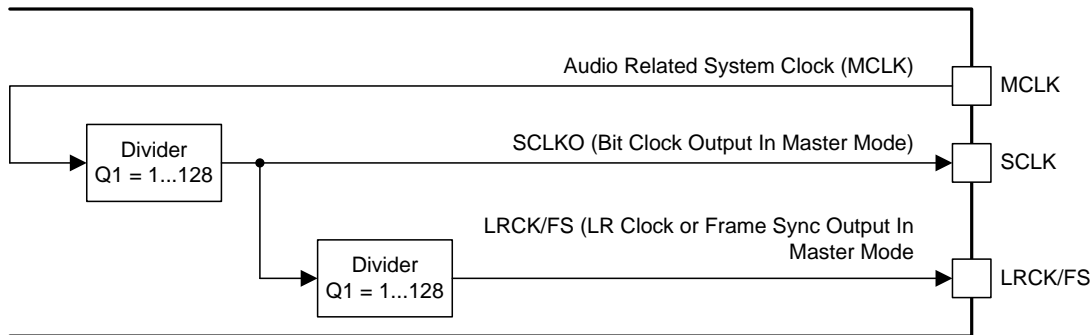 Audio Related System Clock (MCLK)
MCLK
Divider
Q1 = 1...128
SCLKO (Bit Clock Output In Master Mode)
SCLK
LRCK/FS (LR Clock or Frame Sync Output In
Master Mode
Divider
Q1 = 1...128
LRCK/FS